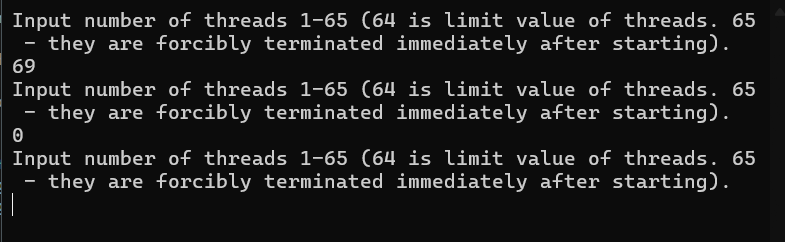 Input number of threads 1-65 (64 is limit value of threads. 65
- they are forcibly terminated immediately after starting).
69
Input number of threads 1-65 (64 is limit value of threads. 65
- they are forcibly terminated immediately after starting).
0
Input number of threads 1-65 (64 is limit value of threads. 65
- they are forcibly terminated immediately after starting).